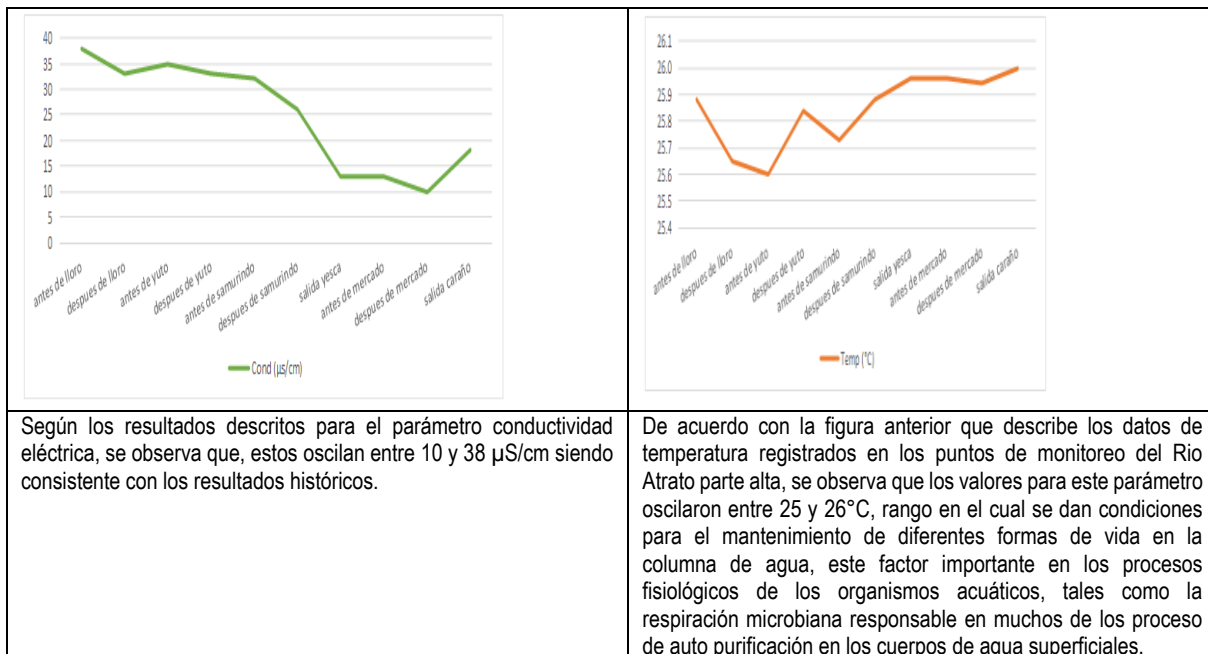 40
35
30
25
20
15
10
5
0
antes de lloro
despues de lloro
antes de yuto
despues de yuto
antes de samurindo
despues de samurindo
salida yesca
antes de mercado
despues de mercado
salida caraño
Cond (µs/cm)
26.1
26.0
25.9
25.8
25.7
25.6
25.5
25.4
antes de lloro
despues de lloro
antes de yuto
despues de yuto
antes de samurindo
despues de samurindo
salida yesca
antes de mercado
despues de mercado
salida caraño
Temp (°C)
Según los resultados descritos para el parámetro conductividad
eléctrica, se observa que, estos oscilan entre 10 y 38 µS/cm siendo
consistente con los resultados históricos.
De acuerdo con la figura anterior que describe los datos de
temperatura registrados en los puntos de monitoreo del Rio
Atrato parte alta, se observa que los valores para este parámetro
oscilaron entre 25 y 26°C, rango en el cual se dan condiciones
para el mantenimiento de diferentes formas de vida en la
columna de agua, este factor importante en los procesos
fisiológicos de los organismos acuáticos, tales como la
respiración microbiana responsable en muchos de los proceso
de auto purificación en los cuerpos de agua superficiales.